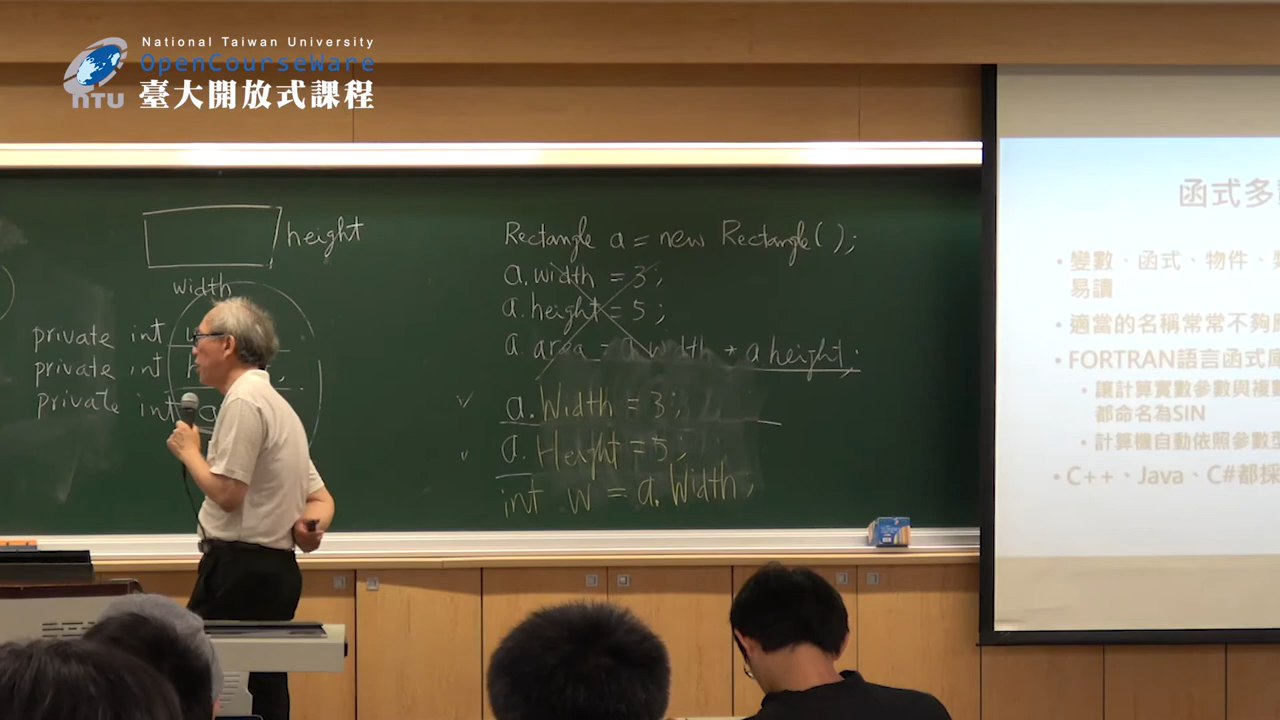 National Taiwan University
OpenCourseWare
臺大開放式課程
NTU
height
width
private int
private int
private int
Rectangle a = new Rectangle( );
a.width = 3;
a.height = 5;
a.area = a width * a height;
a.Width = 3;
a.Height = 5;
int w = a.Width;
函式多
• 變數、函式、物件、
易讀
• 適當的名稱常常不夠
• FORTRAN語言函式
• 讓計算實數參數與複
都命名為SIN
• 計算機自動依照參數
• C++、Java、C#都採